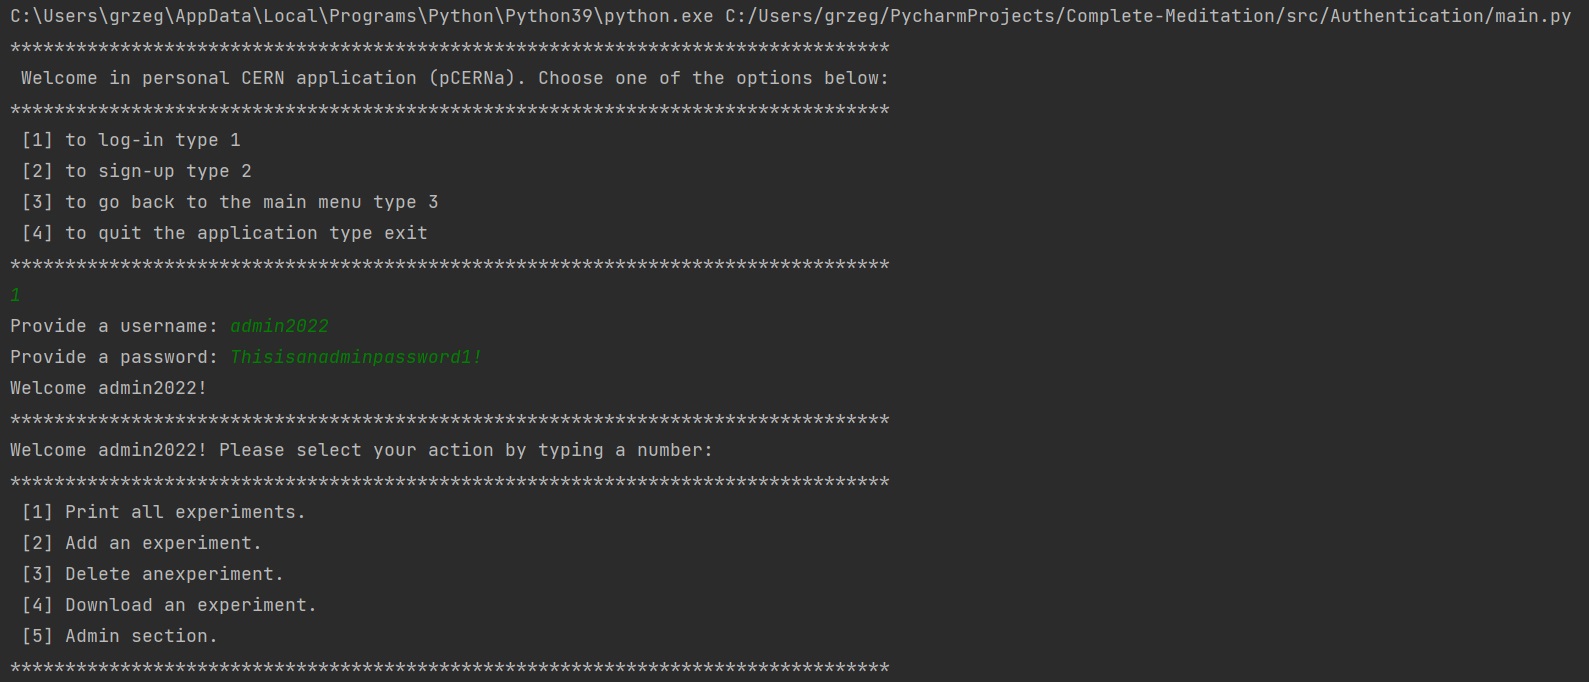 C:\Users\grzeg\AppData\Local\Programs\Python\Python39\python.exe C:/Users/grzeg/PycharmProjects/Complete-Meditation/src/Authentication/main.py
********************************************************************************
 Welcome in personal CERN application (pCERNa). Choose one of the options below:
********************************************************************************
 [1] to log-in type 1
 [2] to sign-up type 2
 [3] to go back to the main menu type 3
 [4] to quit the application type exit
********************************************************************************
1
Provide a username: admin2022
Provide a password: Thisisanadminpassword1!
Welcome admin2022!
********************************************************************************
Welcome admin2022! Please select your action by typing a number:
********************************************************************************
 [1] Print all experiments.
 [2] Add an experiment.
 [3] Delete anexperiment.
 [4] Download an experiment.
 [5] Admin section.
********************************************************************************